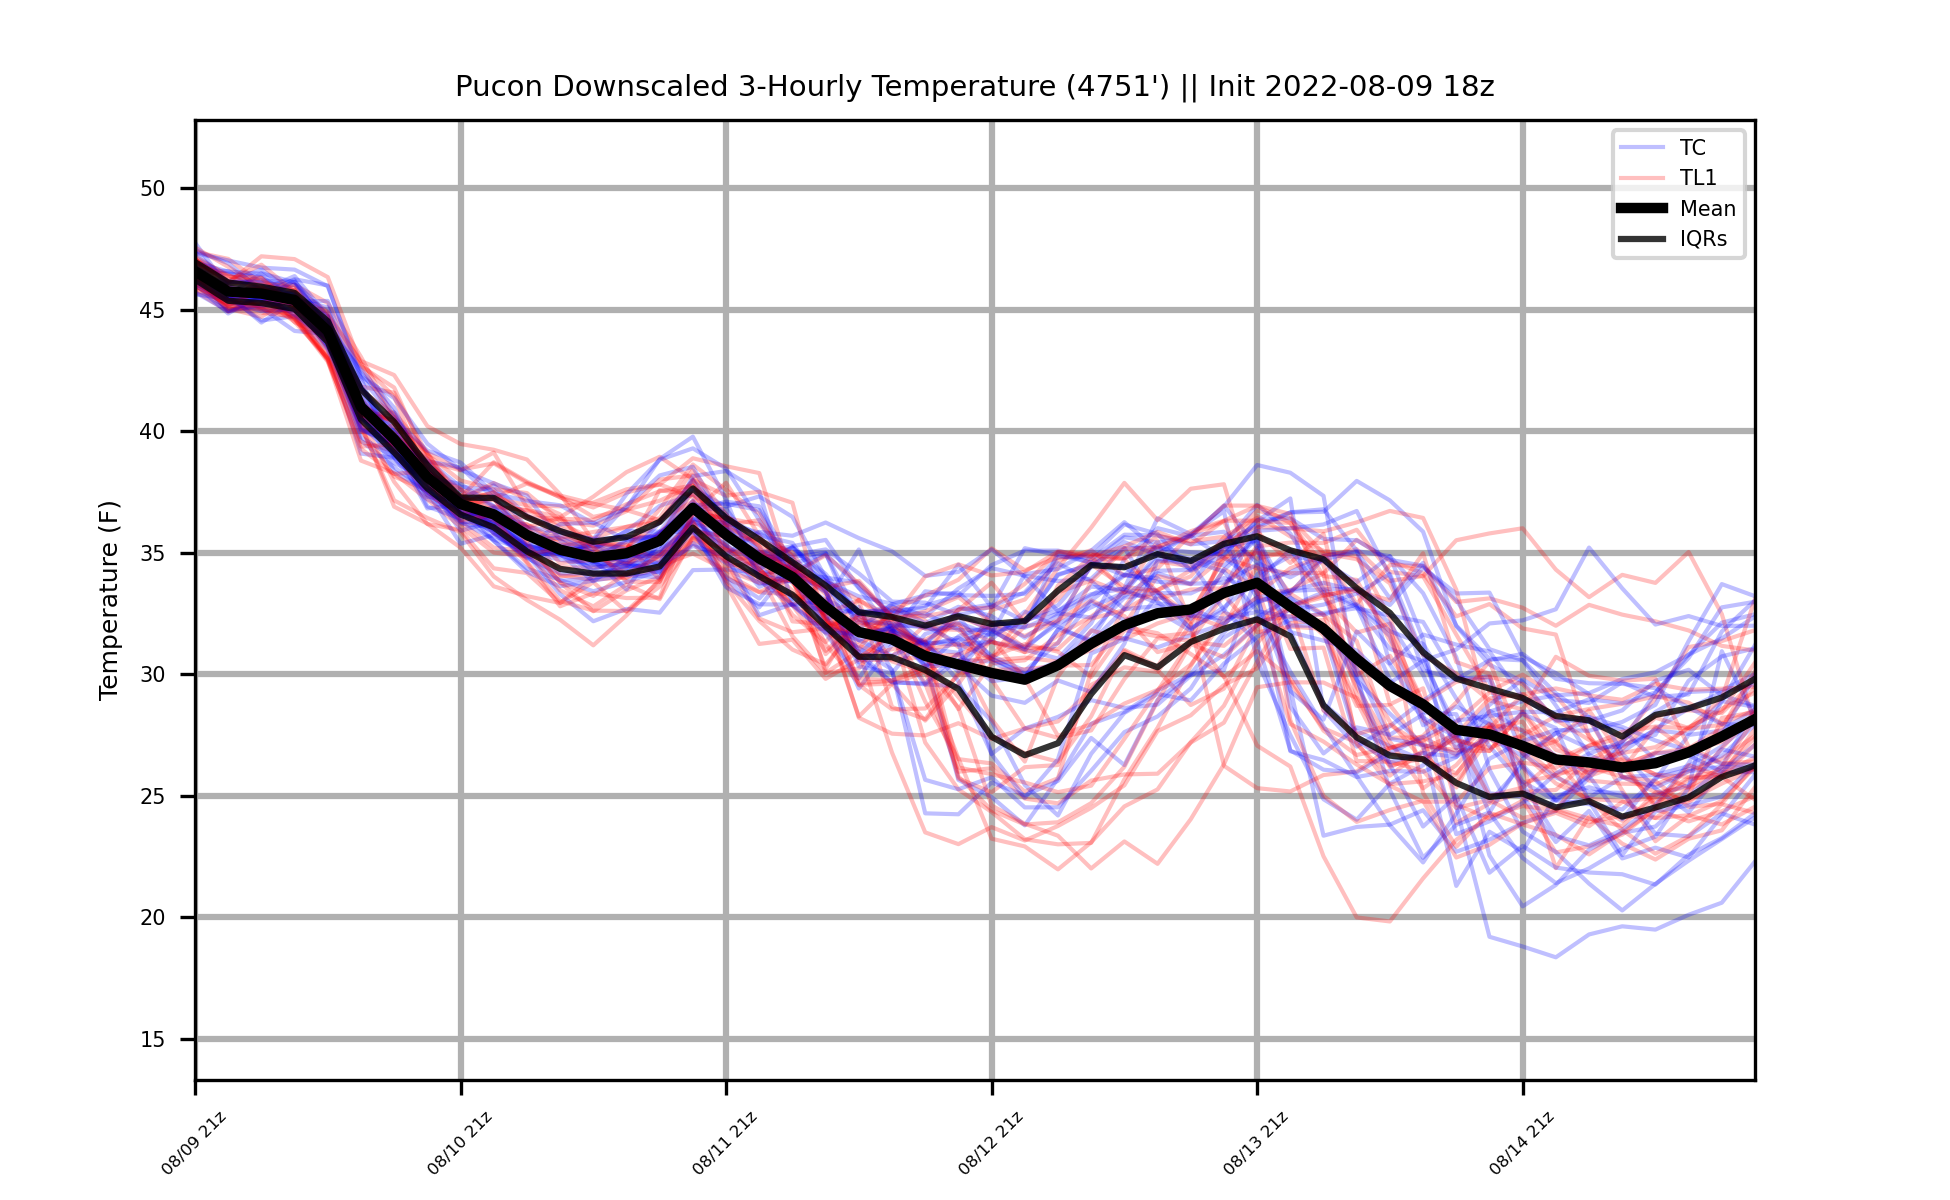 Pucon Downscaled 3-Hourly Temperature (4751') || Init 2022-08-09 18z
TC
TL1
Mean
IQRs
Temperature (F)
50
45
40
35
30
25
20
15
08/09 21z
08/10 21z
08/11 21z
08/12 21z
08/13 21z
08/14 21z